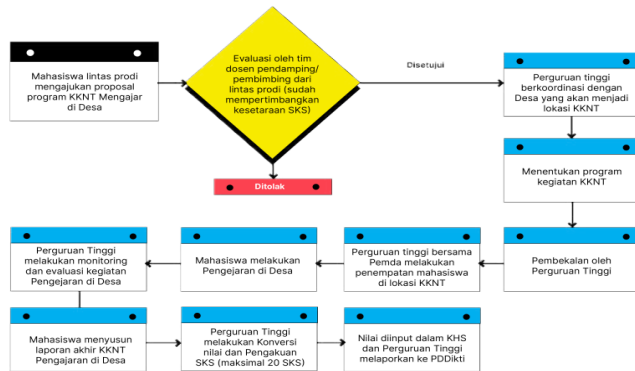 Mahasiswa lintas prodi
mengajukan proposal
program KKNT Mengajar
di Desa
Evaluasi oleh tim
dosen pendamping/
pembimbing dari
lintas prodi (sudah
mempertimbangkan
kesetaraan SKS)
Disetujui
Ditolak
Perguruan tinggi
berkoordinasi dengan
Desa yang akan menjadi
lokasi KKNT
Menentukan program
kegiatan KKNT
Pembekalan oleh
Perguruan Tinggi
Perguruan tinggi bersama
Pemda melakukan
penempatan mahasiswa
di lokasi KKNT
Mahasiswa melakukan
Pengejaran di Desa
Perguruan Tinggi
melakukan monitoring
dan evaluasi kegiatan
Pengejaran di Desa
Mahasiswa menyusun
laporan akhir KKNT
Pengajaran di Desa
Perguruan Tinggi
melakukan Konversi
nilai dan Pengakuan
SKS (maksimal 20 SKS)
Nilai diinput dalam KHS
dan Perguruan Tinggi
melaporkan ke PDDikti